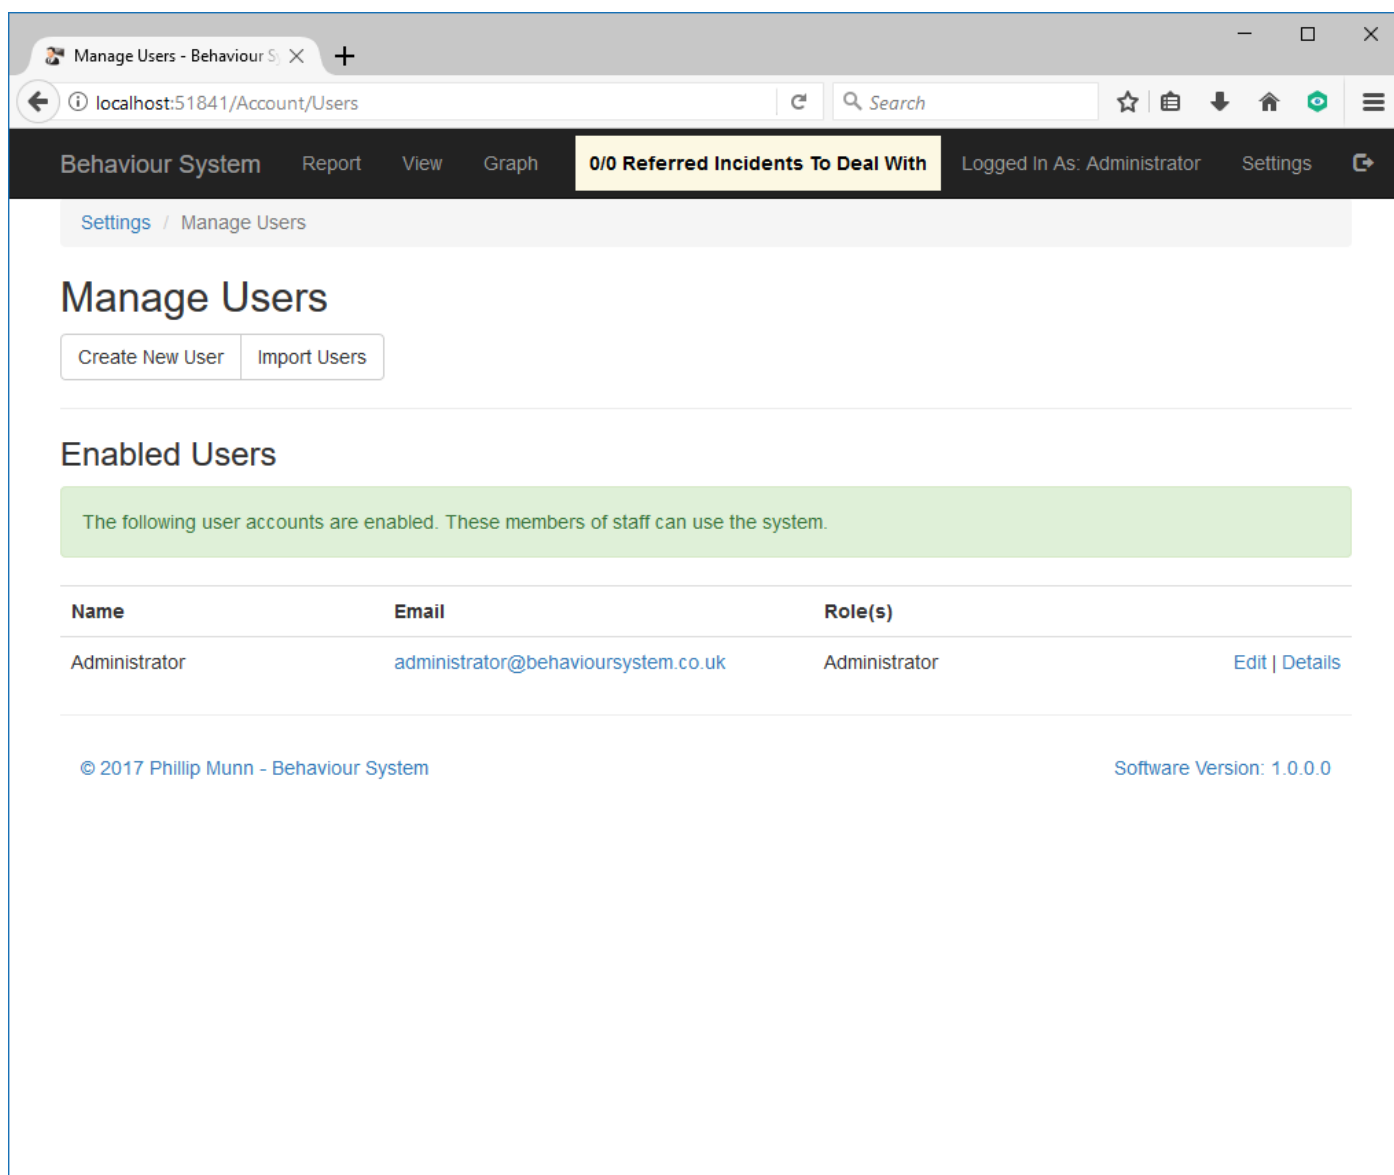 Manage Users - Behaviour S
localhost:51841/Account/Users Search
Behaviour System Report View Graph 0/0 Referred Incidents To Deal With Logged In As: Administrator Settings
Settings / Manage Users
Manage Users
Create New User Import Users
Enabled Users
The following user accounts are enabled. These members of staff can use the system.
Name Email Role(s)
Administrator administrator@behavioursystem.co.uk Administrator Edit | Details
© 2017 Phillip Munn - Behaviour System Software Version: 1.0.0.0